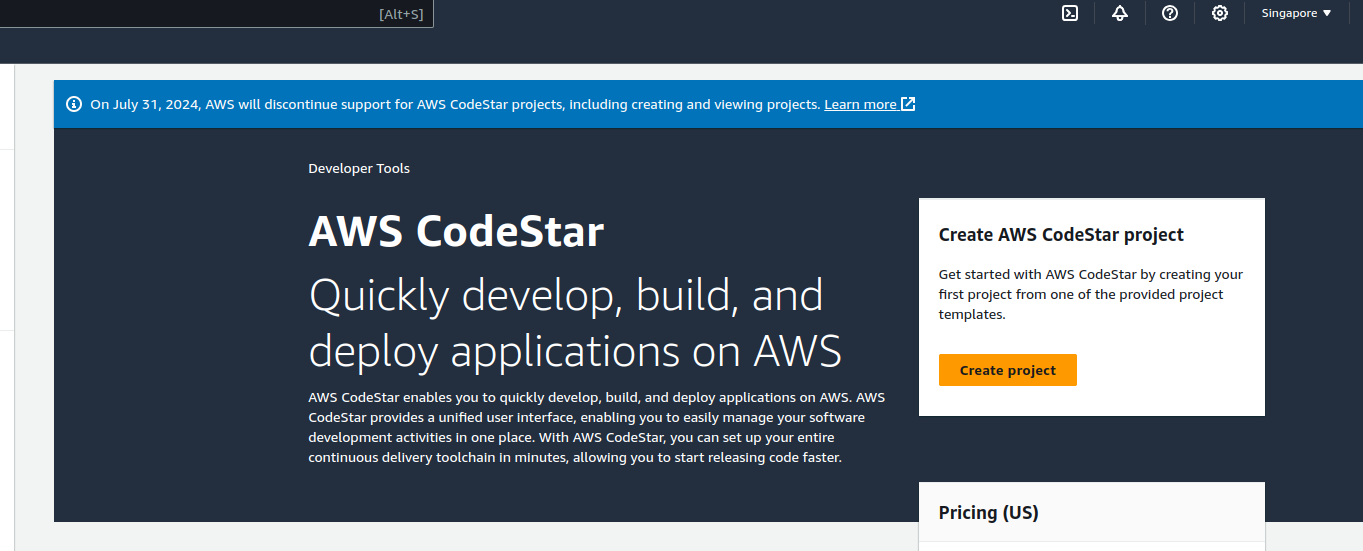 [Alt+S]
Singapore ▼
On July 31, 2024, AWS will discontinue support for AWS CodeStar projects, including creating and viewing projects. Learn more
Developer Tools
AWS CodeStar
Quickly develop, build, and
deploy applications on AWS
AWS CodeStar enables you to quickly develop, build, and deploy applications on AWS. AWS
CodeStar provides a unified user interface, enabling you to easily manage your software
development activities in one place. With AWS CodeStar, you can set up your entire
continuous delivery toolchain in minutes, allowing you to start releasing code faster.
Create AWS CodeStar project
Get started with AWS CodeStar by creating your
first project from one of the provided project
templates.
Create project
Pricing (US)